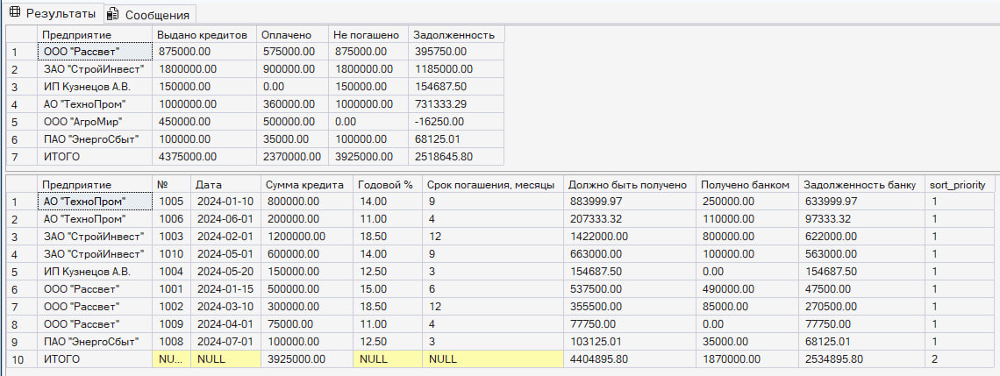 Результаты Сообщения
Предприятие Выдано кредитов Оплачено Не погашено Задолженность
1 ООО "Рассвет" 875000.00 575000.00 875000.00 395750.00
2 ЗАО "СтройИнвест" 1800000.00 900000.00 1800000.00 1185000.00
3 ИП Кузнецов А.В. 150000.00 0.00 150000.00 154687.50
4 АО "ТехноПром" 1000000.00 360000.00 1000000.00 731333.29
5 ООО "АгроМир" 450000.00 500000.00 0.00 -16250.00
6 ПАО "ЭнергоСбыт" 100000.00 35000.00 100000.00 68125.01
7 ИТОГО 4375000.00 2370000.00 3925000.00 2518645.80
Предприятие № Дата Сумма кредита Годовой % Срок погашения, месяцы Должно быть получено Получено банком Задолженность банку sort_priority
1 АО "ТехноПром" 1005 2024-01-10 800000.00 14.00 9 883999.97 250000.00 633999.97 1
2 АО "ТехноПром" 1006 2024-06-01 200000.00 11.00 4 207333.32 110000.00 97333.32 1
3 ЗАО "СтройИнвест" 1003 2024-02-01 1200000.00 18.50 12 1422000.00 800000.00 622000.00 1
4 ЗАО "СтройИнвест" 1010 2024-05-01 600000.00 14.00 9 663000.00 100000.00 563000.00 1
5 ИП Кузнецов А.В. 1004 2024-05-20 150000.00 12.50 3 154687.50 0.00 154687.50 1
6 ООО "Рассвет" 1001 2024-01-15 500000.00 15.00 6 537500.00 490000.00 47500.00 1
7 ООО "Рассвет" 1002 2024-03-10 300000.00 18.50 12 355500.00 85000.00 270500.00 1
8 ООО "Рассвет" 1009 2024-04-01 75000.00 11.00 4 77750.00 0.00 77750.00 1
9 ПАО "ЭнергоСбыт" 1008 2024-07-01 100000.00 12.50 3 103125.01 35000.00 68125.01 1
10 ИТОГО NU... NULL 3925000.00 NULL NULL 4404895.80 1870000.00 2534895.80 2